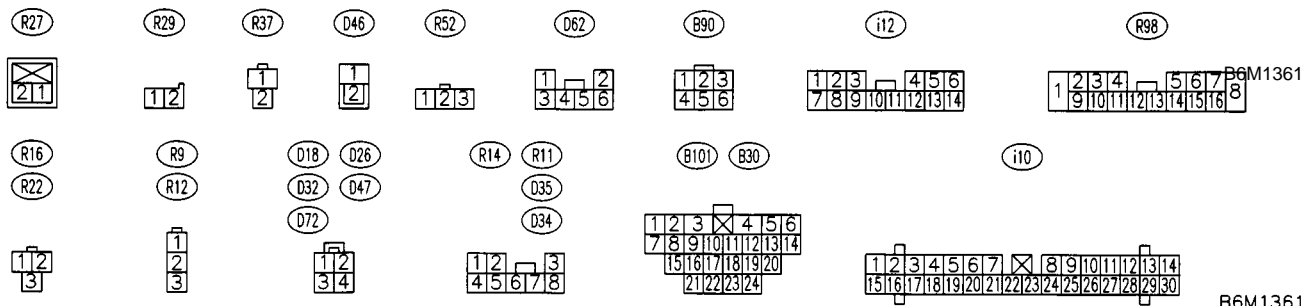 R27 R29 R37 D46 R52 D62 B90 i12 R98
1 1 1 2 1 2 3 1 2 3 4 5 6 2 3 4 5 6 7 B6M1361
2 1 1 2 2 2 1 2 3 3 4 5 6 4 5 6 7 8 9 10 11 12 13 14 1 9 10 11 12 13 14 15 16 8
R16 R9 D18 D26 R14 R11 B101 B30 i10
R22 R12 D32 D47 D35
D72 D34
1 2 3 4 5 6
1 7 8 9 10 11 12 13 14
1 2 2 1 2 1 2 3 15 16 17 18 19 20 1 2 3 4 5 6 7 8 9 10 11 12 13 14
3 3 3 4 4 5 6 7 8 21 22 23 24 15 16 17 18 19 20 21 22 23 24 25 26 27 28 29 30
B6M1361